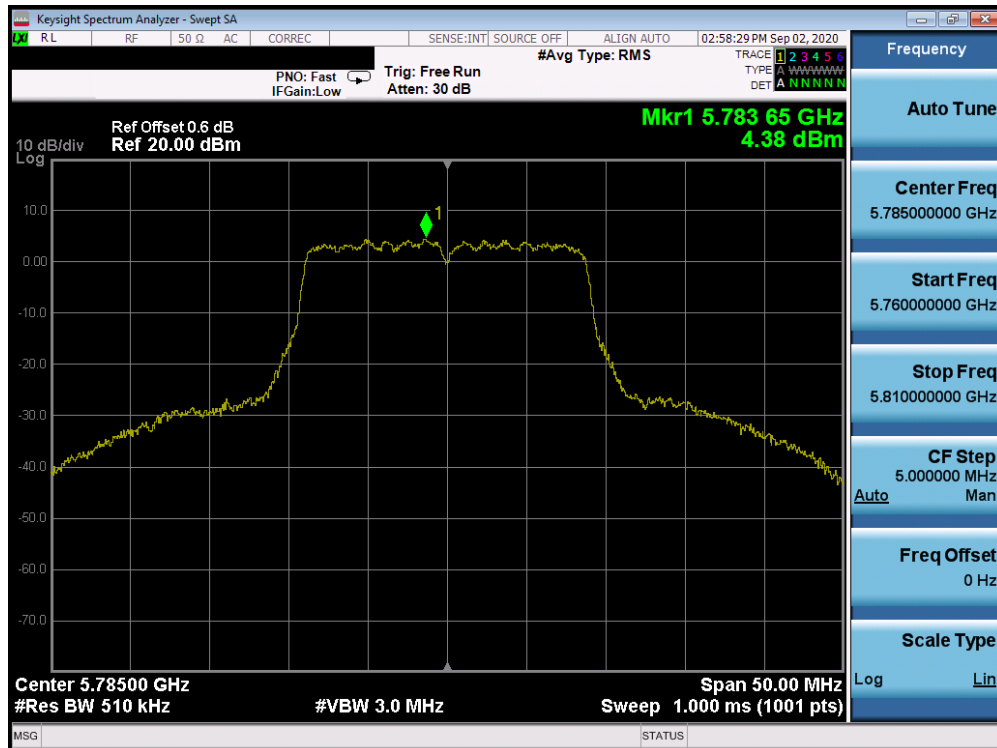 Keysight Spectrum Analyzer - Swept SA
LXI RL RF 50 Ω AC CORREC SENSE:INT SOURCE OFF ALIGN AUTO 02:58:29 PM Sep 02, 2020
#Avg Type: RMS
TRACE 1 2 3 4 5 6
PNO: Fast Trig: Free Run
TYPE A WWWWW
IFGain:Low Atten: 30 dB
DET A N N N N N
Mkr1 5.783 65 GHz
4.38 dBm
Ref Offset 0.6 dB
10 dB/div Ref 20.00 dBm
Log
1
10.0
0.00
-10.0
-20.0
-30.0
-40.0
-50.0
-60.0
-70.0
Center 5.78500 GHz Span 50.00 MHz
#Res BW 510 kHz #VBW 3.0 MHz Sweep 1.000 ms (1001 pts)
MSG STATUS
Frequency
Auto Tune
Center Freq
5.785000000 GHz
Start Freq
5.760000000 GHz
Stop Freq
5.810000000 GHz
CF Step
5.000000 MHz
Auto Man
Freq Offset
0 Hz
Scale Type
Log Lin